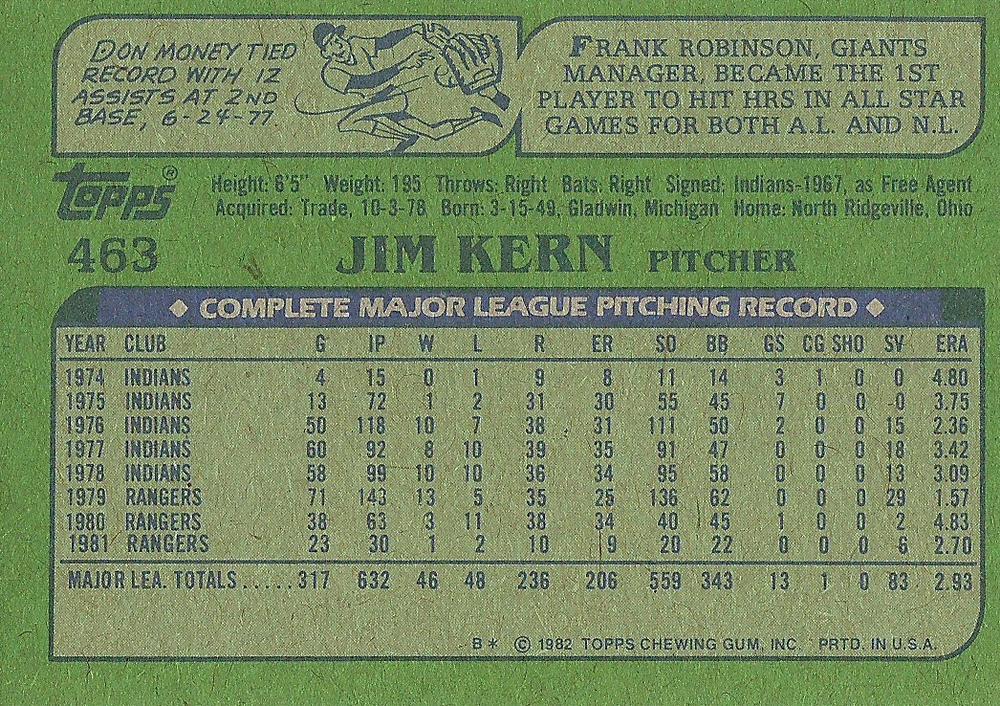 DON MONEY TIED
RECORD WITH 12
ASSISTS AT 2ND
BASE, 6-24-77
FRANK ROBINSON, GIANTS
MANAGER, BECAME THE 1ST
PLAYER TO HIT HRS IN ALL STAR
GAMES FOR BOTH A.L. AND N.L.
TOPPS®
Height: 6'5" Weight: 195 Throws: Right Bats: Right Signed: Indians-1967, as Free Agent
Acquired: Trade, 10-3-78 Born: 3-15-49, Gladwin, Michigan Home: North Ridgeville, Ohio
463 JIM KERN PITCHER
◆ COMPLETE MAJOR LEAGUE PITCHING RECORD ◆
YEAR CLUB G IP W L R ER SO BB GS CG SHO SV ERA
1974 INDIANS 4 15 0 1 9 8 11 14 3 1 0 0 4.80
1975 INDIANS 13 72 1 2 31 30 55 45 7 0 0 0 3.75
1976 INDIANS 50 118 10 7 38 31 111 50 2 0 0 15 2.36
1977 INDIANS 60 92 8 10 39 35 91 47 0 0 0 18 3.42
1978 INDIANS 58 99 10 10 36 34 95 58 0 0 0 13 3.09
1979 RANGERS 71 143 13 5 35 25 136 62 0 0 0 29 1.57
1980 RANGERS 38 63 3 11 38 34 40 45 1 0 0 2 4.83
1981 RANGERS 23 30 1 2 10 9 20 22 0 0 0 6 2.70
MAJOR LEA. TOTALS.....317 632 46 48 236 206 559 343 13 1 0 83 2.93
B* © 1982 TOPPS CHEWING GUM, INC. PRTD. IN U.S.A.